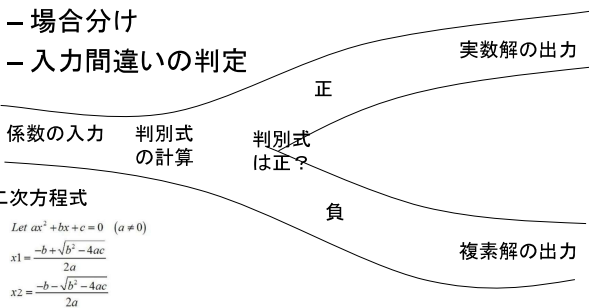 – 場合分け
– 入力間違いの判定
実数解の出力
正
係数の入力
判別式
の計算
判別式
は正？
二次方程式
負
Let ax² + bx + c = 0 (a ≠ 0)
x1 = (-b + √(b² - 4ac)) / 2a
x2 = (-b - √(b² - 4ac)) / 2a
複素解の出力